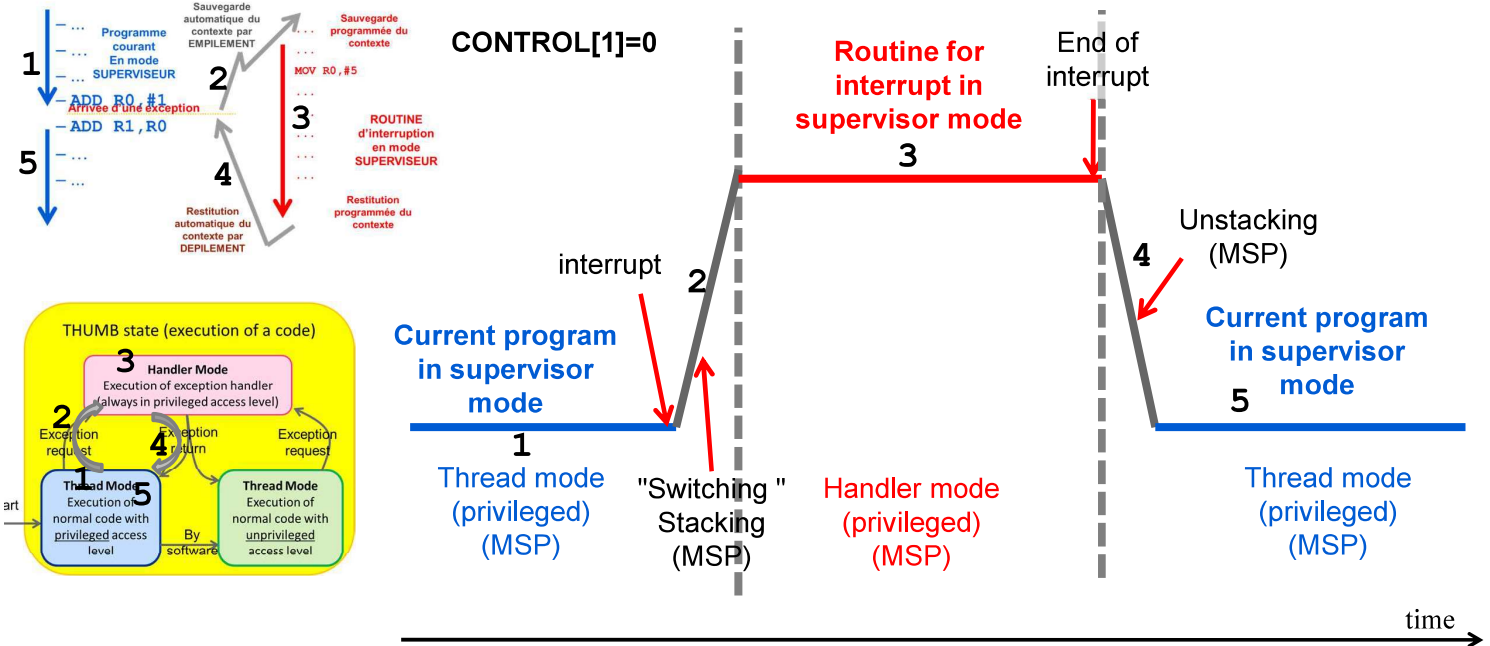 1
– ...
– ...
– ...
– ADD R0,#1
Programme
courant
En mode
SUPERVISEUR
Arrivée d'une exception
– ADD R1,R0
– ...
– ...
5
Sauvegarde
automatique du
contexte par
EMPILEMENT
2
Sauvegarde
programmée du
contexte
...
...
MOV R0,#5
...
...
...
...
...
3
ROUTINE
d'interruption
en mode
SUPERVISEUR
4
Restitution
automatique du
contexte par
DEPILEMENT
Restitution
programmée du
contexte
THUMB state (execution of a code)
3
Handler Mode
Execution of exception handler
(always in privileged access level)
2
Exception
request
4
Exception
return
Exception
request
1
Thread Mode
5
Execution of
normal code with
privileged access
level
Thread Mode
Execution of
normal code with
unprivileged
access level
art
By
software
CONTROL[1]=0
Routine for
interrupt in
supervisor mode
3
End of
interrupt
interrupt
2
Unstacking
(MSP)
4
Current program
in supervisor
mode
1
Current program
in supervisor
mode
5
Thread mode
(privileged)
(MSP)
"Switching "
Stacking
(MSP)
Handler mode
(privileged)
(MSP)
Thread mode
(privileged)
(MSP)
time